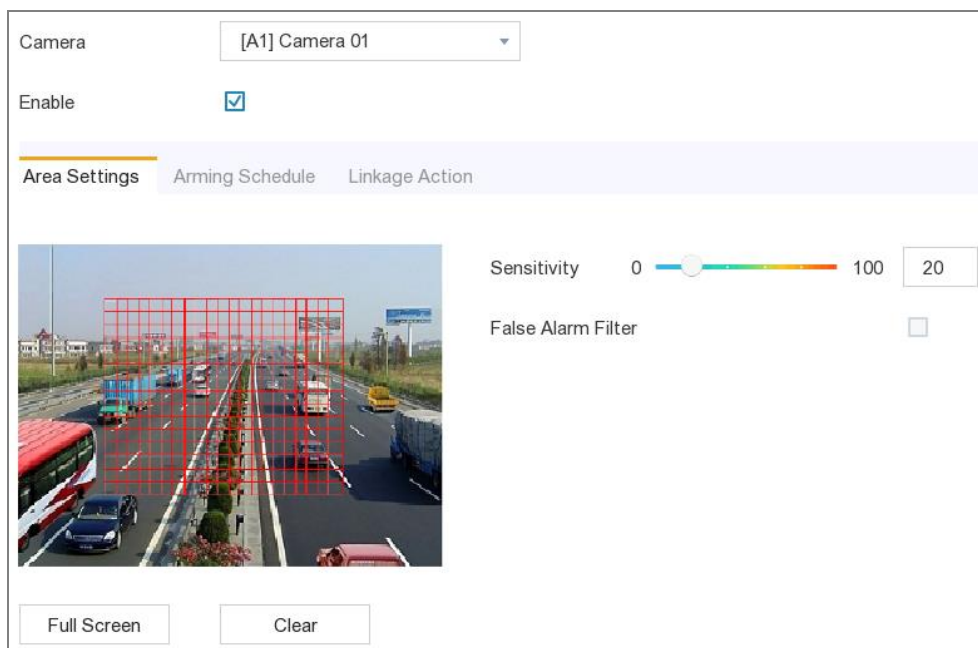 Camera [A1] Camera 01
Enable
Area Settings Arming Schedule Linkage Action
Sensitivity 0 100 20
False Alarm Filter
Full Screen Clear